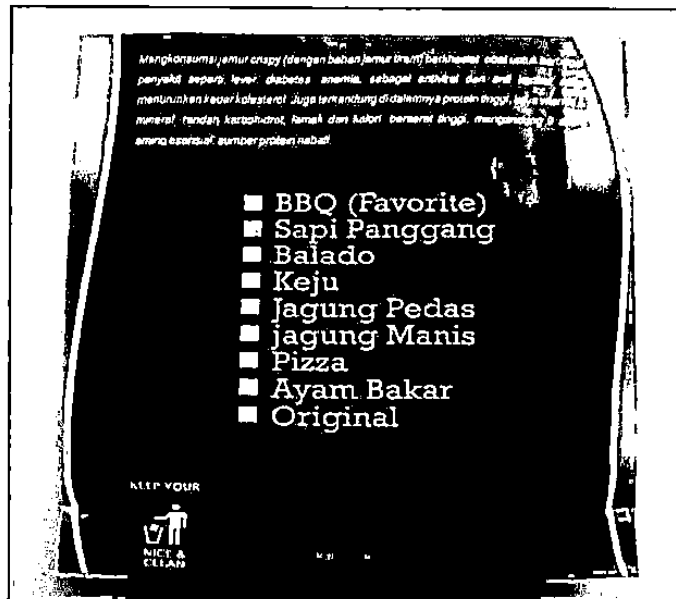 Mengkonsumsi jamur crispy (dengan bahan jamur tiram) berkhasiat obat untuk
penyakit seperti lever, diabetes anemia, sebagai antiviral dan anti
menurunkan kadar kolesterol. Juga terkandung didalamnya protein tinggi,
mineral, rendah karbohidrat, lemak dan kalori berserat tinggi, mengandung
amino esensial, sumber protein nabati.
BBQ (Favorite)
Sapi Panggang
Balado
Keju
Jagung Pedas
jagung Manis
Pizza
Ayam Bakar
Original
KEEP YOUR
NICE &
CLEAN